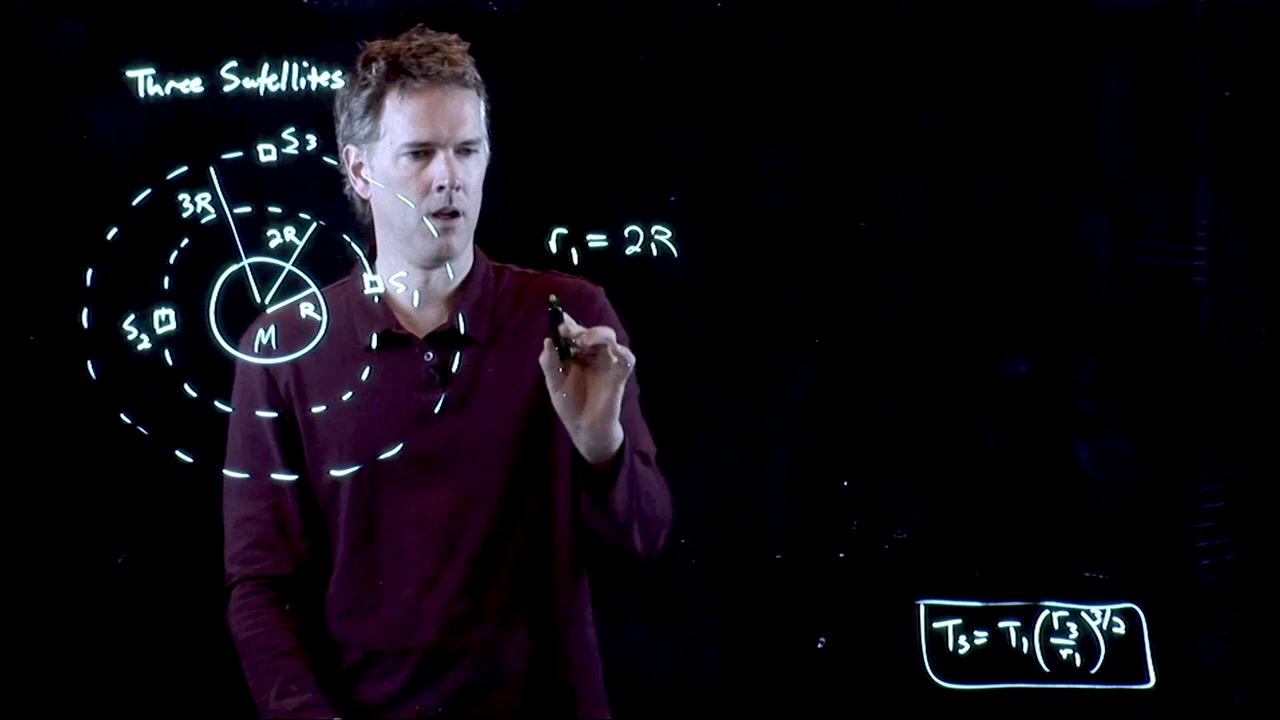 Three Satellites
S₃
3R
2R
r₁ = 2R
S₁
R
S₂
M
T₃ = T₁(r₃/r₁)^3/2